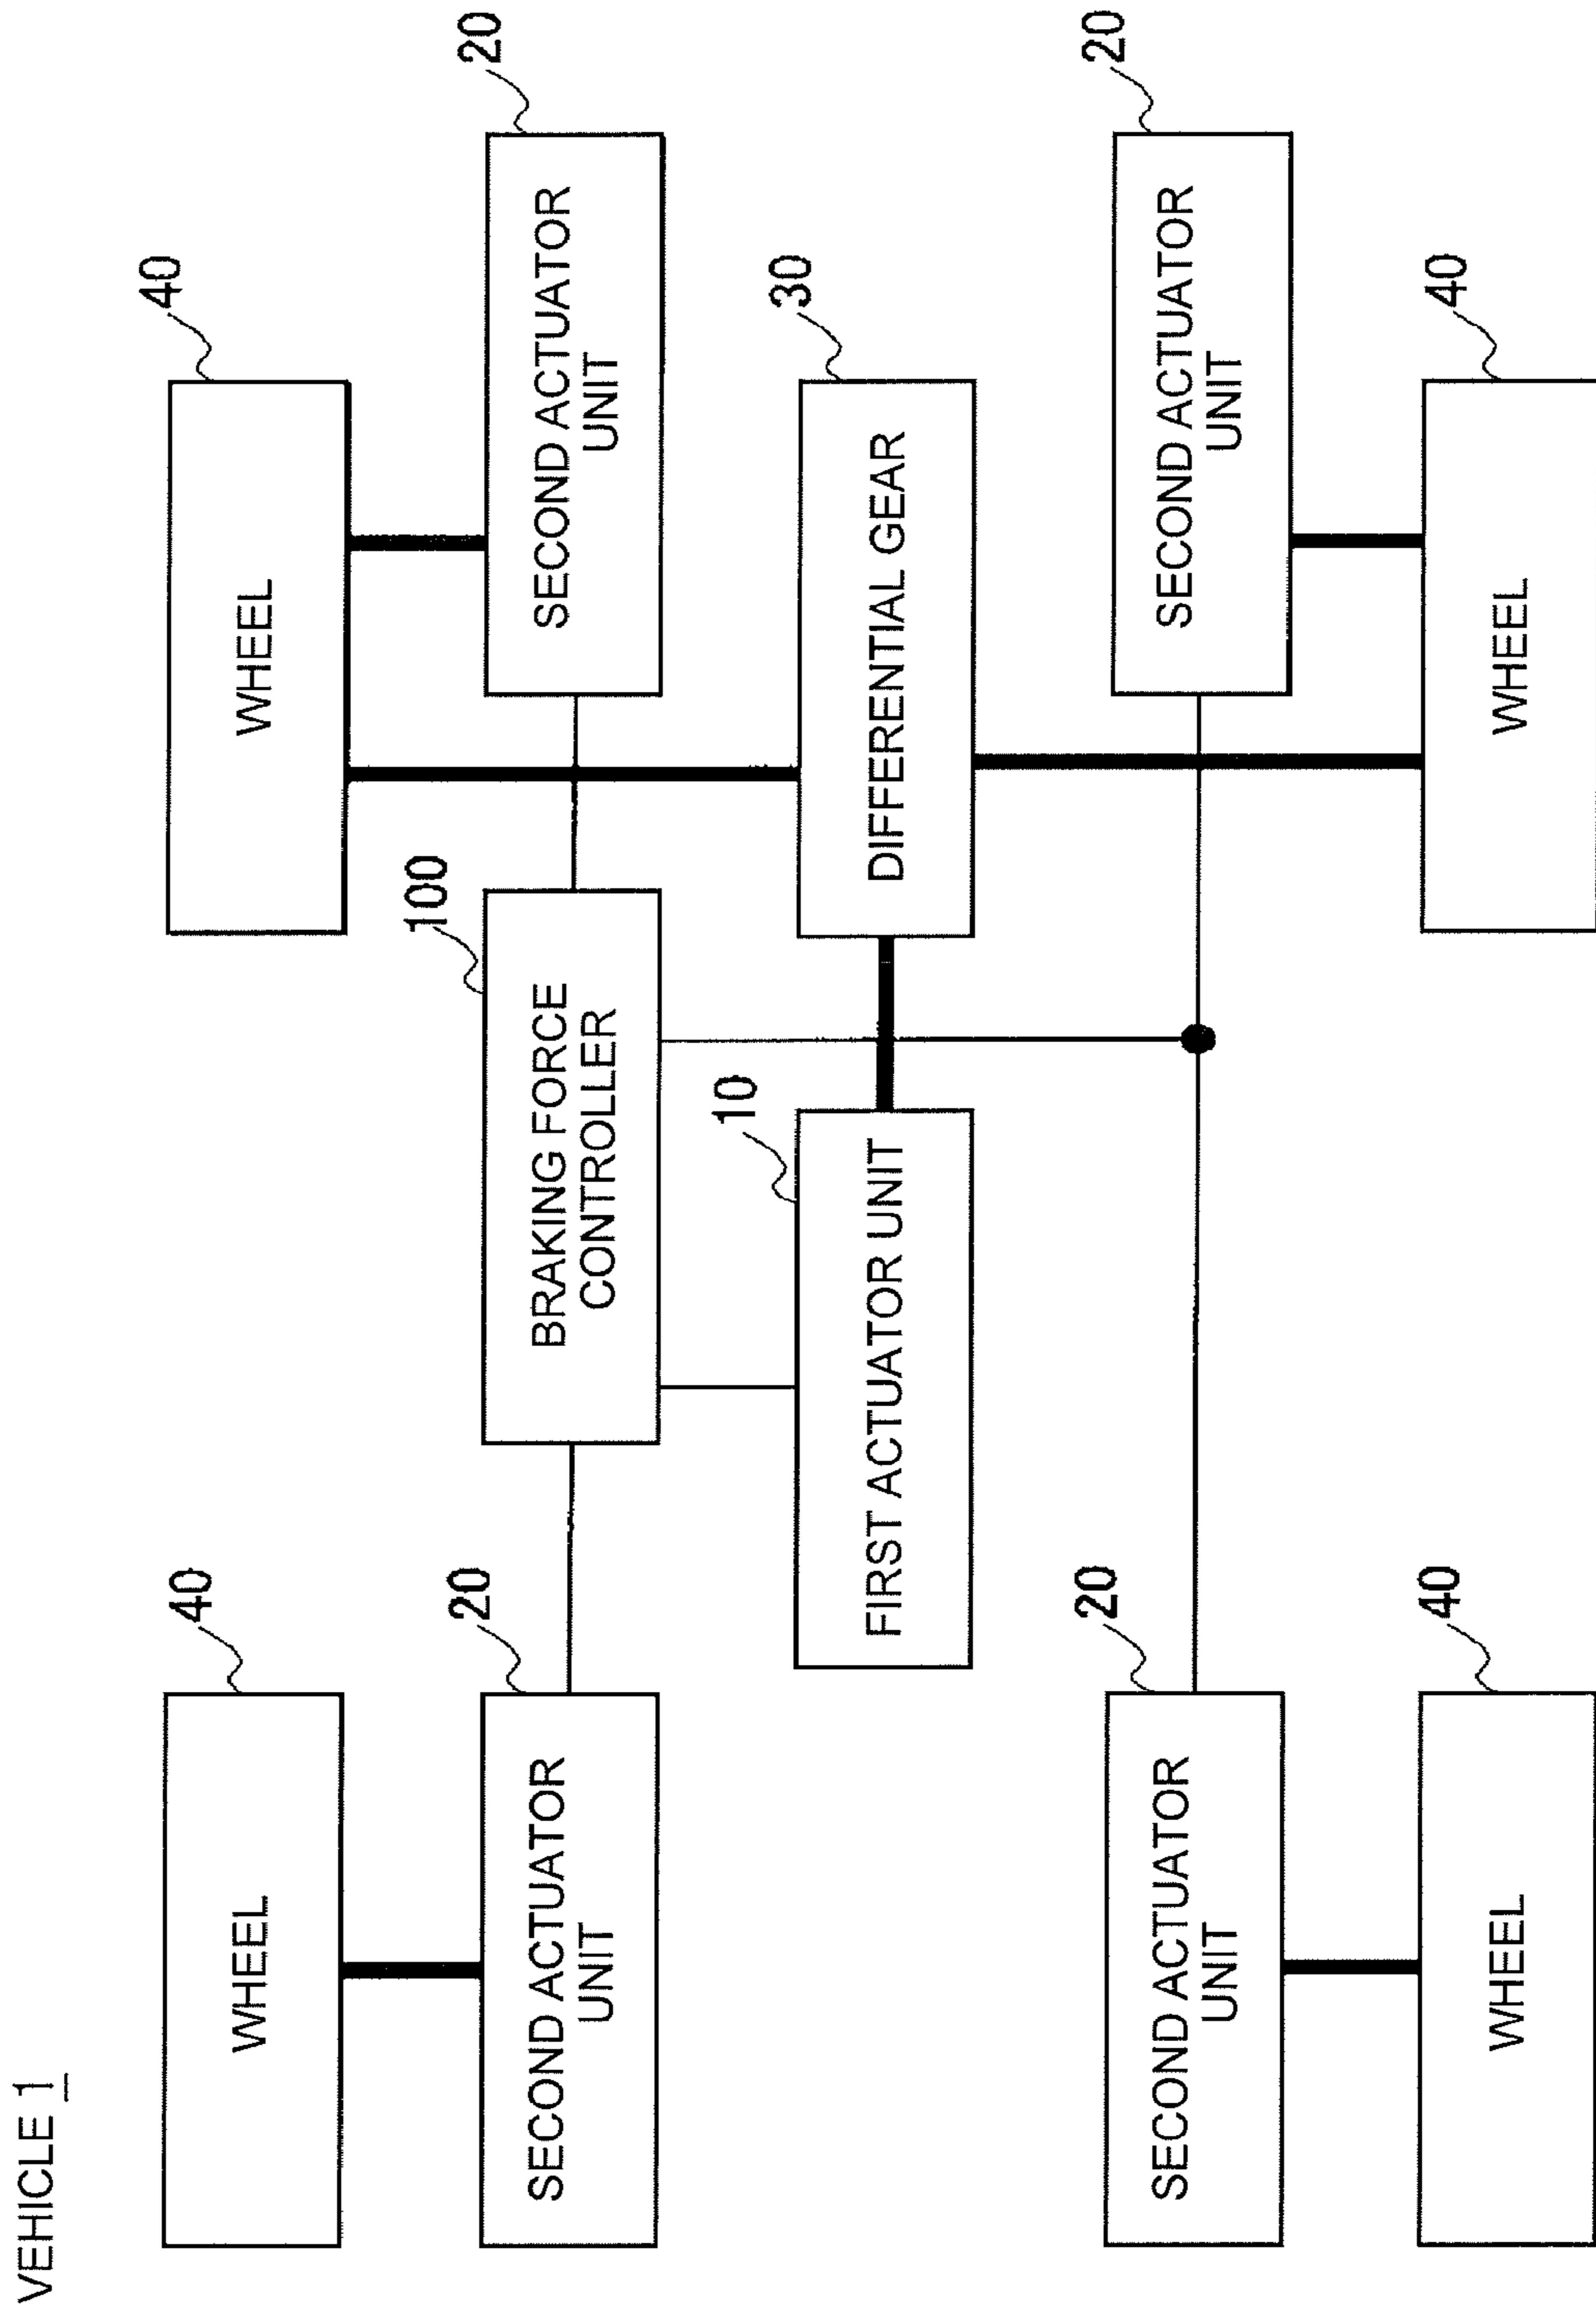 VEHICLE 1
40
WHEEL
20
SECOND ACTUATOR
UNIT
40
WHEEL
20
SECOND ACTUATOR
UNIT
100
BRAKING FORCE
CONTROLLER
10
FIRST ACTUATOR UNIT
30
DIFFERENTIAL GEAR
20
SECOND ACTUATOR
UNIT
40
WHEEL
20
SECOND ACTUATOR
UNIT
40
WHEEL